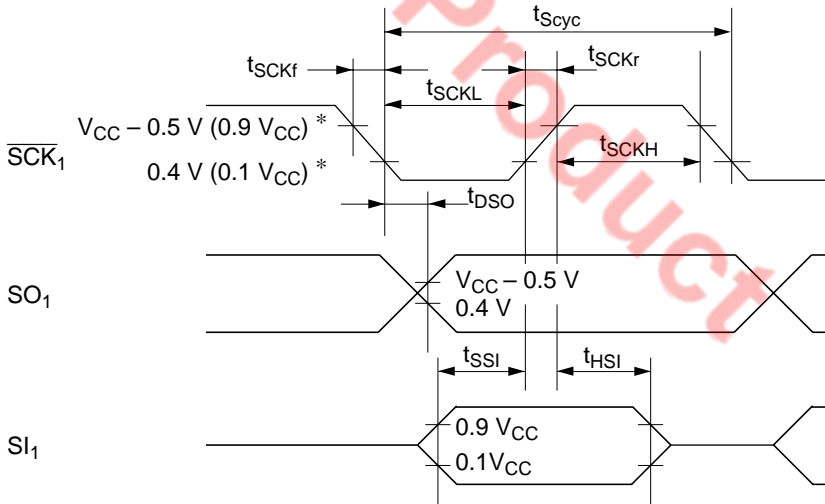 tScyc
tSCKf
tSCKr
tSCKL
VCC – 0.5 V (0.9 VCC) *
SCK1
tSCKH
0.4 V (0.1 VCC) *
tDSO
SO1
VCC – 0.5 V
0.4 V
tSSI
tHSI
SI1
0.9 VCC
0.1VCC
Product